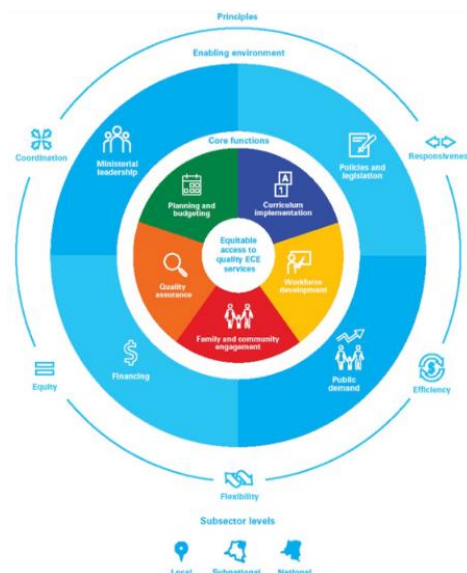 Principles
Enabling environment
Coordination
Ministerial
leadership
Core functions
Policies and
legislation
Responsiveness
Planning and
budgeting
A
1
Curriculum
implementation
Equitable
access to
quality ECE
services
Quality
assurance
Workforce
development
Family and community
engagement
$
Financing
Public
demand
Equity
$
Efficiency
Flexibility
Subsector levels
Local
Subnational
National